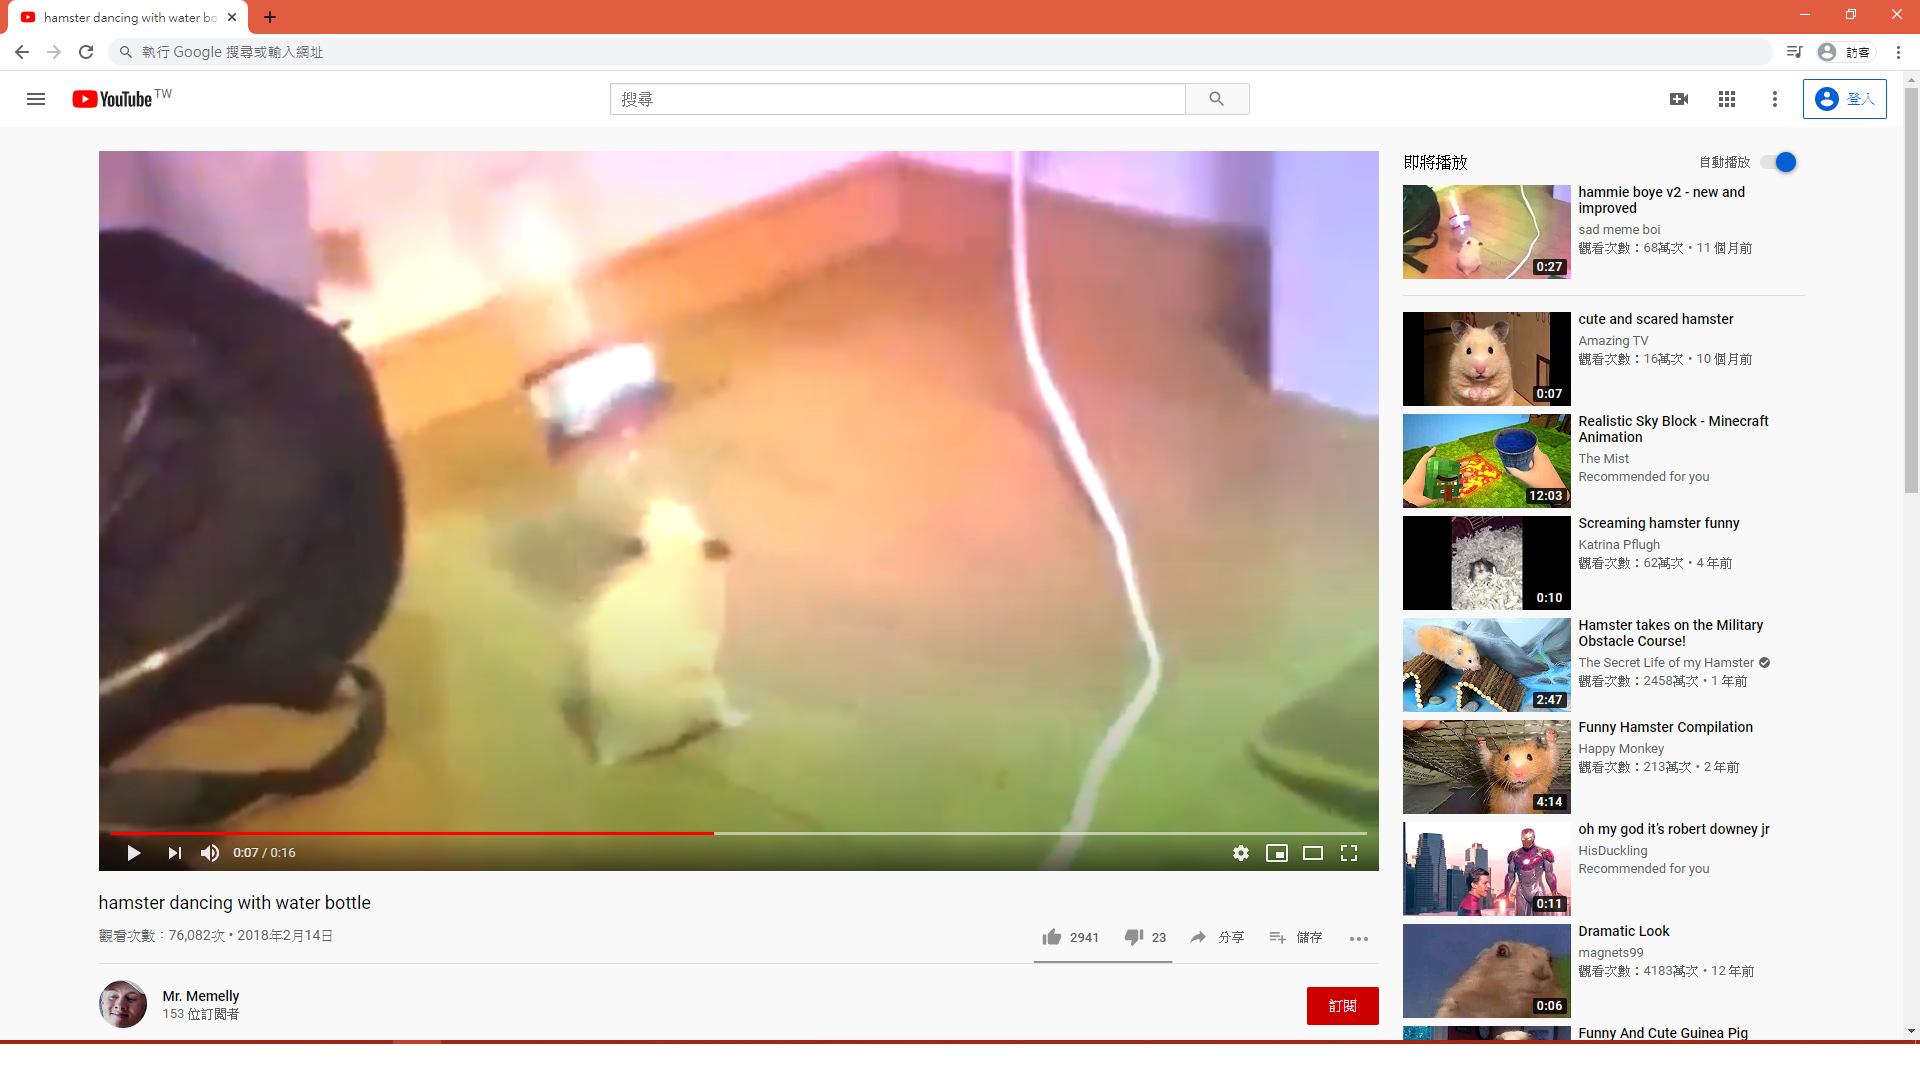 hamster dancing with water bo
執行 Google 搜尋或輸入網址
訪客
YouTube TW
搜尋
登入
0:07 / 0:16
hamster dancing with water bottle
觀看次數：76,082次 • 2018年2月14日
2941
23
分享
儲存
Mr. Memelly
153 位訂閱者
訂閱
即將播放
自動播放
0:27
hammie boye v2 - new and
improved
sad meme boi
觀看次數：68萬次 • 11 個月前
0:07
cute and scared hamster
Amazing TV
觀看次數：16萬次 • 10 個月前
12:03
Realistic Sky Block - Minecraft
Animation
The Mist
Recommended for you
0:10
Screaming hamster funny
Katrina Pflugh
觀看次數：62萬次 • 4 年前
2:47
Hamster takes on the Military
Obstacle Course!
The Secret Life of my Hamster
觀看次數：2458萬次 • 1 年前
4:14
Funny Hamster Compilation
Happy Monkey
觀看次數：213萬次 • 2 年前
0:11
oh my god it’s robert downey jr
HisDuckling
Recommended for you
0:06
Dramatic Look
magnets99
觀看次數：4183萬次 • 12 年前
Funny And Cute Guinea Pig